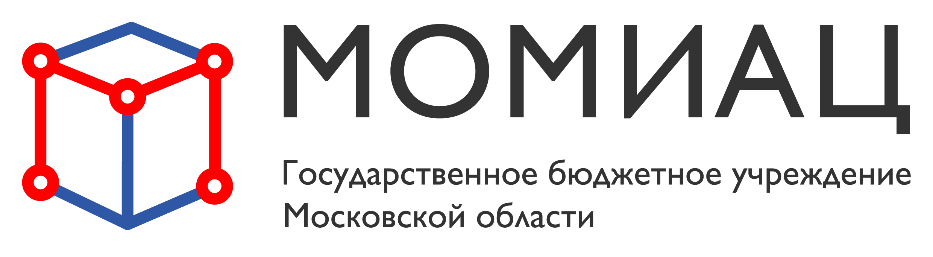 МОМИАЦ
Государственное бюджетное учреждение
Московской области